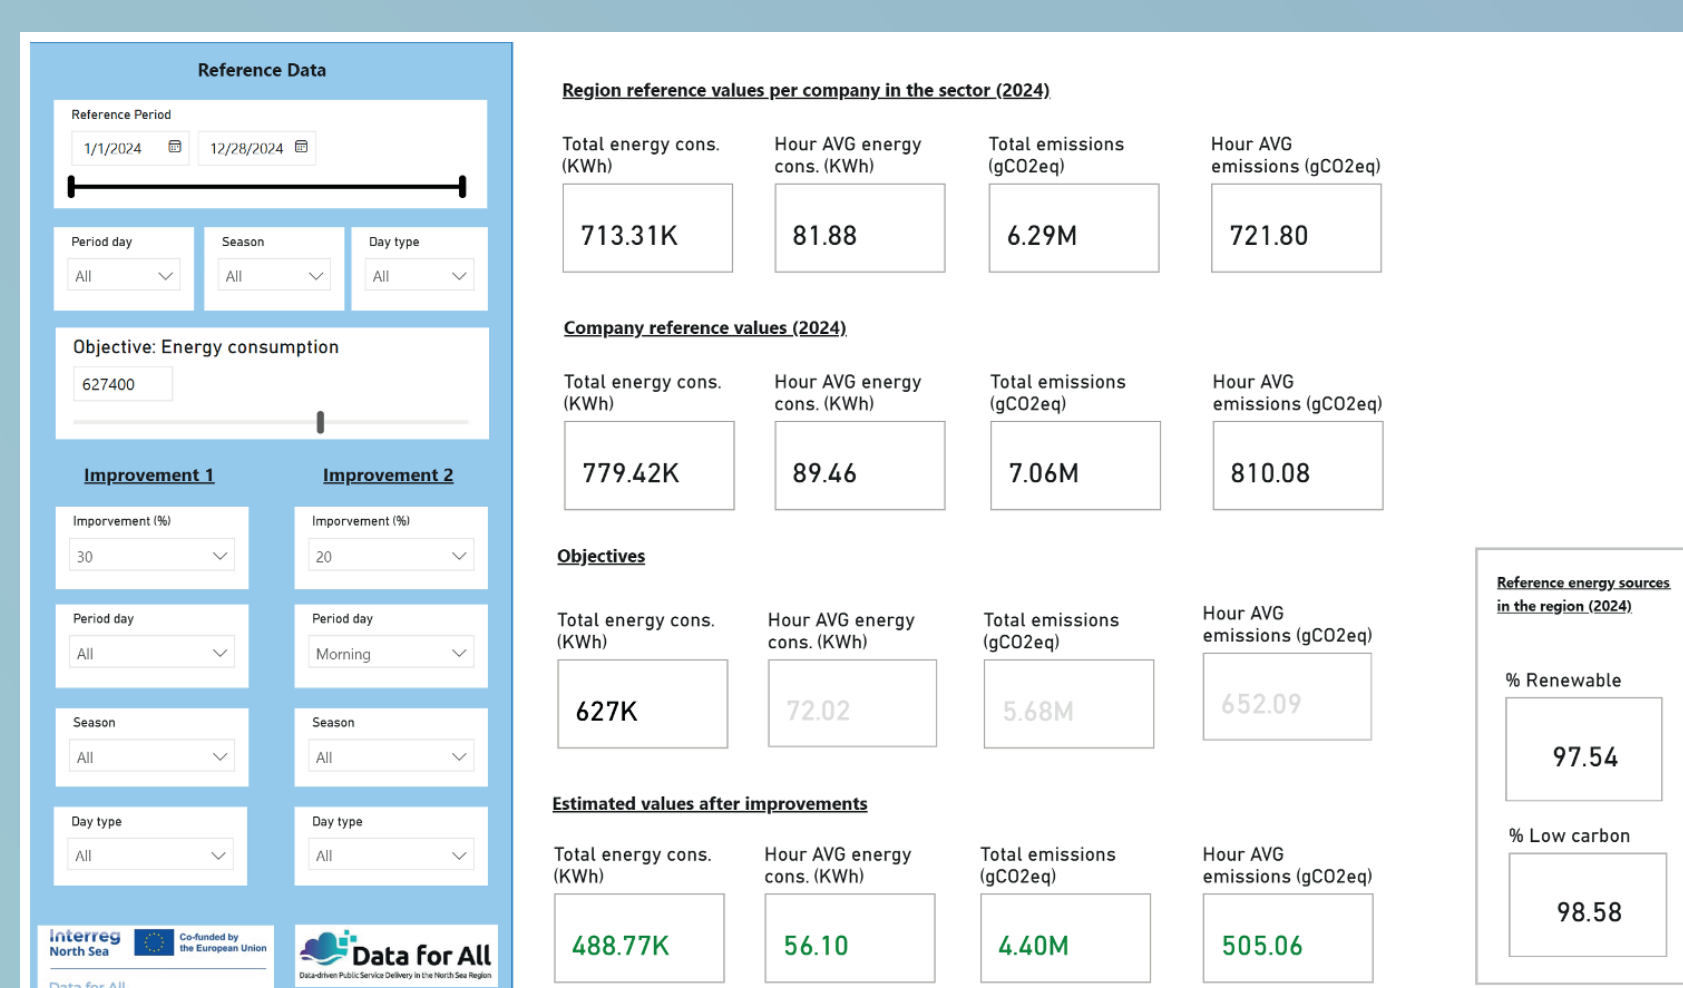 Reference Data
Reference Period
1/1/2024 12/28/2024
Period day Season Day type
All All All
Objective: Energy consumption
627400
Improvement 1 Improvement 2
Imporvement (%) Imporvement (%)
30 20
Period day Period day
All Morning
Season Season
All All
Day type Day type
All All
Interreg
North Sea
Co-funded by
the European Union
Data for All
Data for All
Data-driven Public Service Delivery in the North Sea Region
Region reference values per company in the sector (2024)
Total energy cons. Hour AVG energy Total emissions Hour AVG
(KWh) cons. (KWh) (gCO2eq) emissions (gCO2eq)
713.31K 81.88 6.29M 721.80
Company reference values (2024)
Total energy cons. Hour AVG energy Total emissions Hour AVG
(KWh) cons. (KWh) (gCO2eq) emissions (gCO2eq)
779.42K 89.46 7.06M 810.08
Objectives
Total energy cons. Hour AVG energy Total emissions Hour AVG
(KWh) cons. (KWh) (gCO2eq) emissions (gCO2eq)
627K 72.02 5.68M 652.09
Estimated values after improvements
Total energy cons. Hour AVG energy Total emissions Hour AVG
(KWh) cons. (KWh) (gCO2eq) emissions (gCO2eq)
488.77K 56.10 4.40M 505.06
Reference energy sources
in the region (2024)
% Renewable
97.54
% Low carbon
98.58